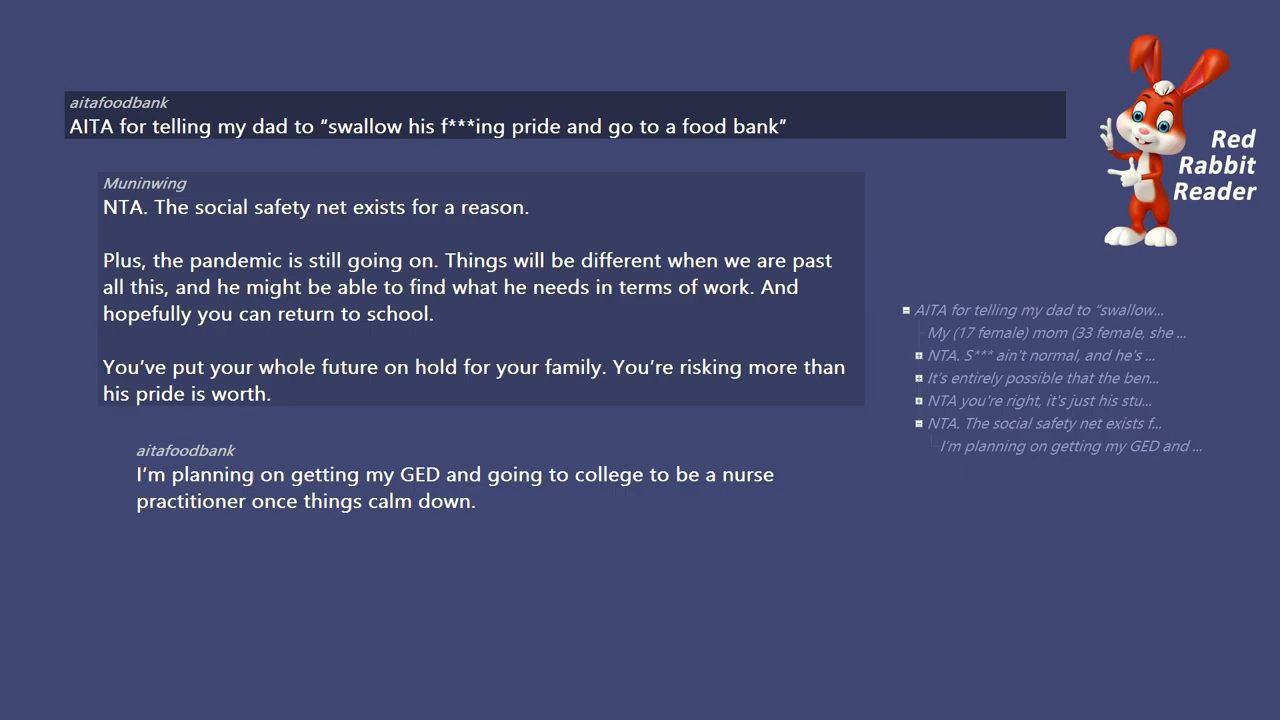 aitafoodbank
AITA for telling my dad to “swallow his f***ing pride and go to a food bank”
Muninwing
NTA. The social safety net exists for a reason.
Plus, the pandemic is still going on. Things will be different when we are past
all this, and he might be able to find what he needs in terms of work. And
hopefully you can return to school.
You’ve put your whole future on hold for your family. You’re risking more than
his pride is worth.
aitafoodbank
I’m planning on getting my GED and going to college to be a nurse
practitioner once things calm down.
Red
Rabbit
Reader
AITA for telling my dad to “swallow...
My (17 female) mom (33 female, she ...
NTA. S*** ain't normal, and he's ...
It’s entirely possible that the ben...
NTA you're right, it's just his stu...
NTA. The social safety net exists f...
I’m planning on getting my GED and ...